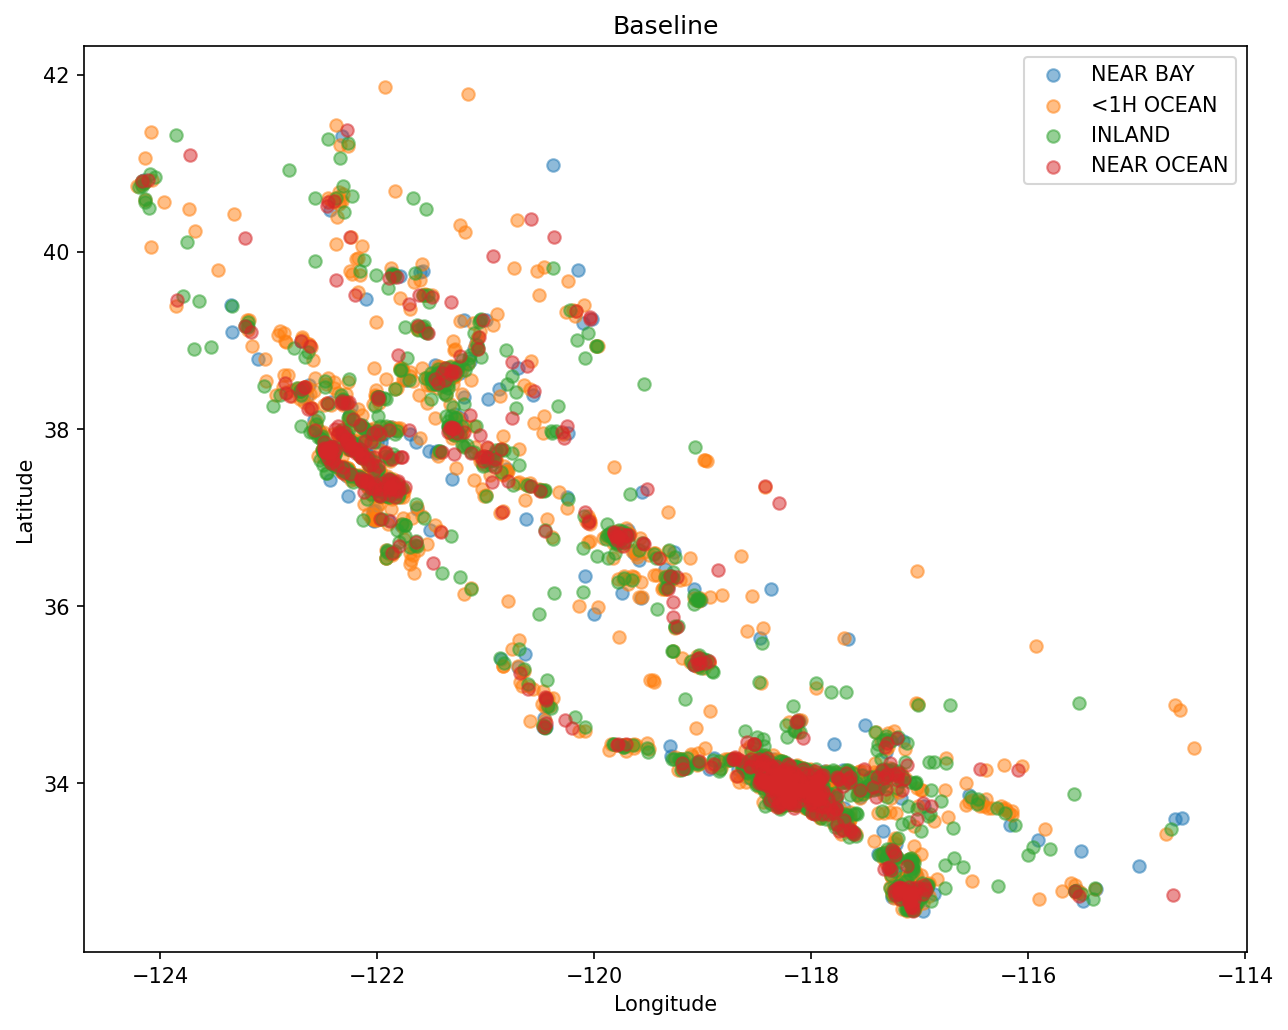 Baseline
NEAR BAY
<1H OCEAN
INLAND
NEAR OCEAN
42
40
38
36
34
Latitude
−124
−122
−120
−118
−116
−114
Longitude